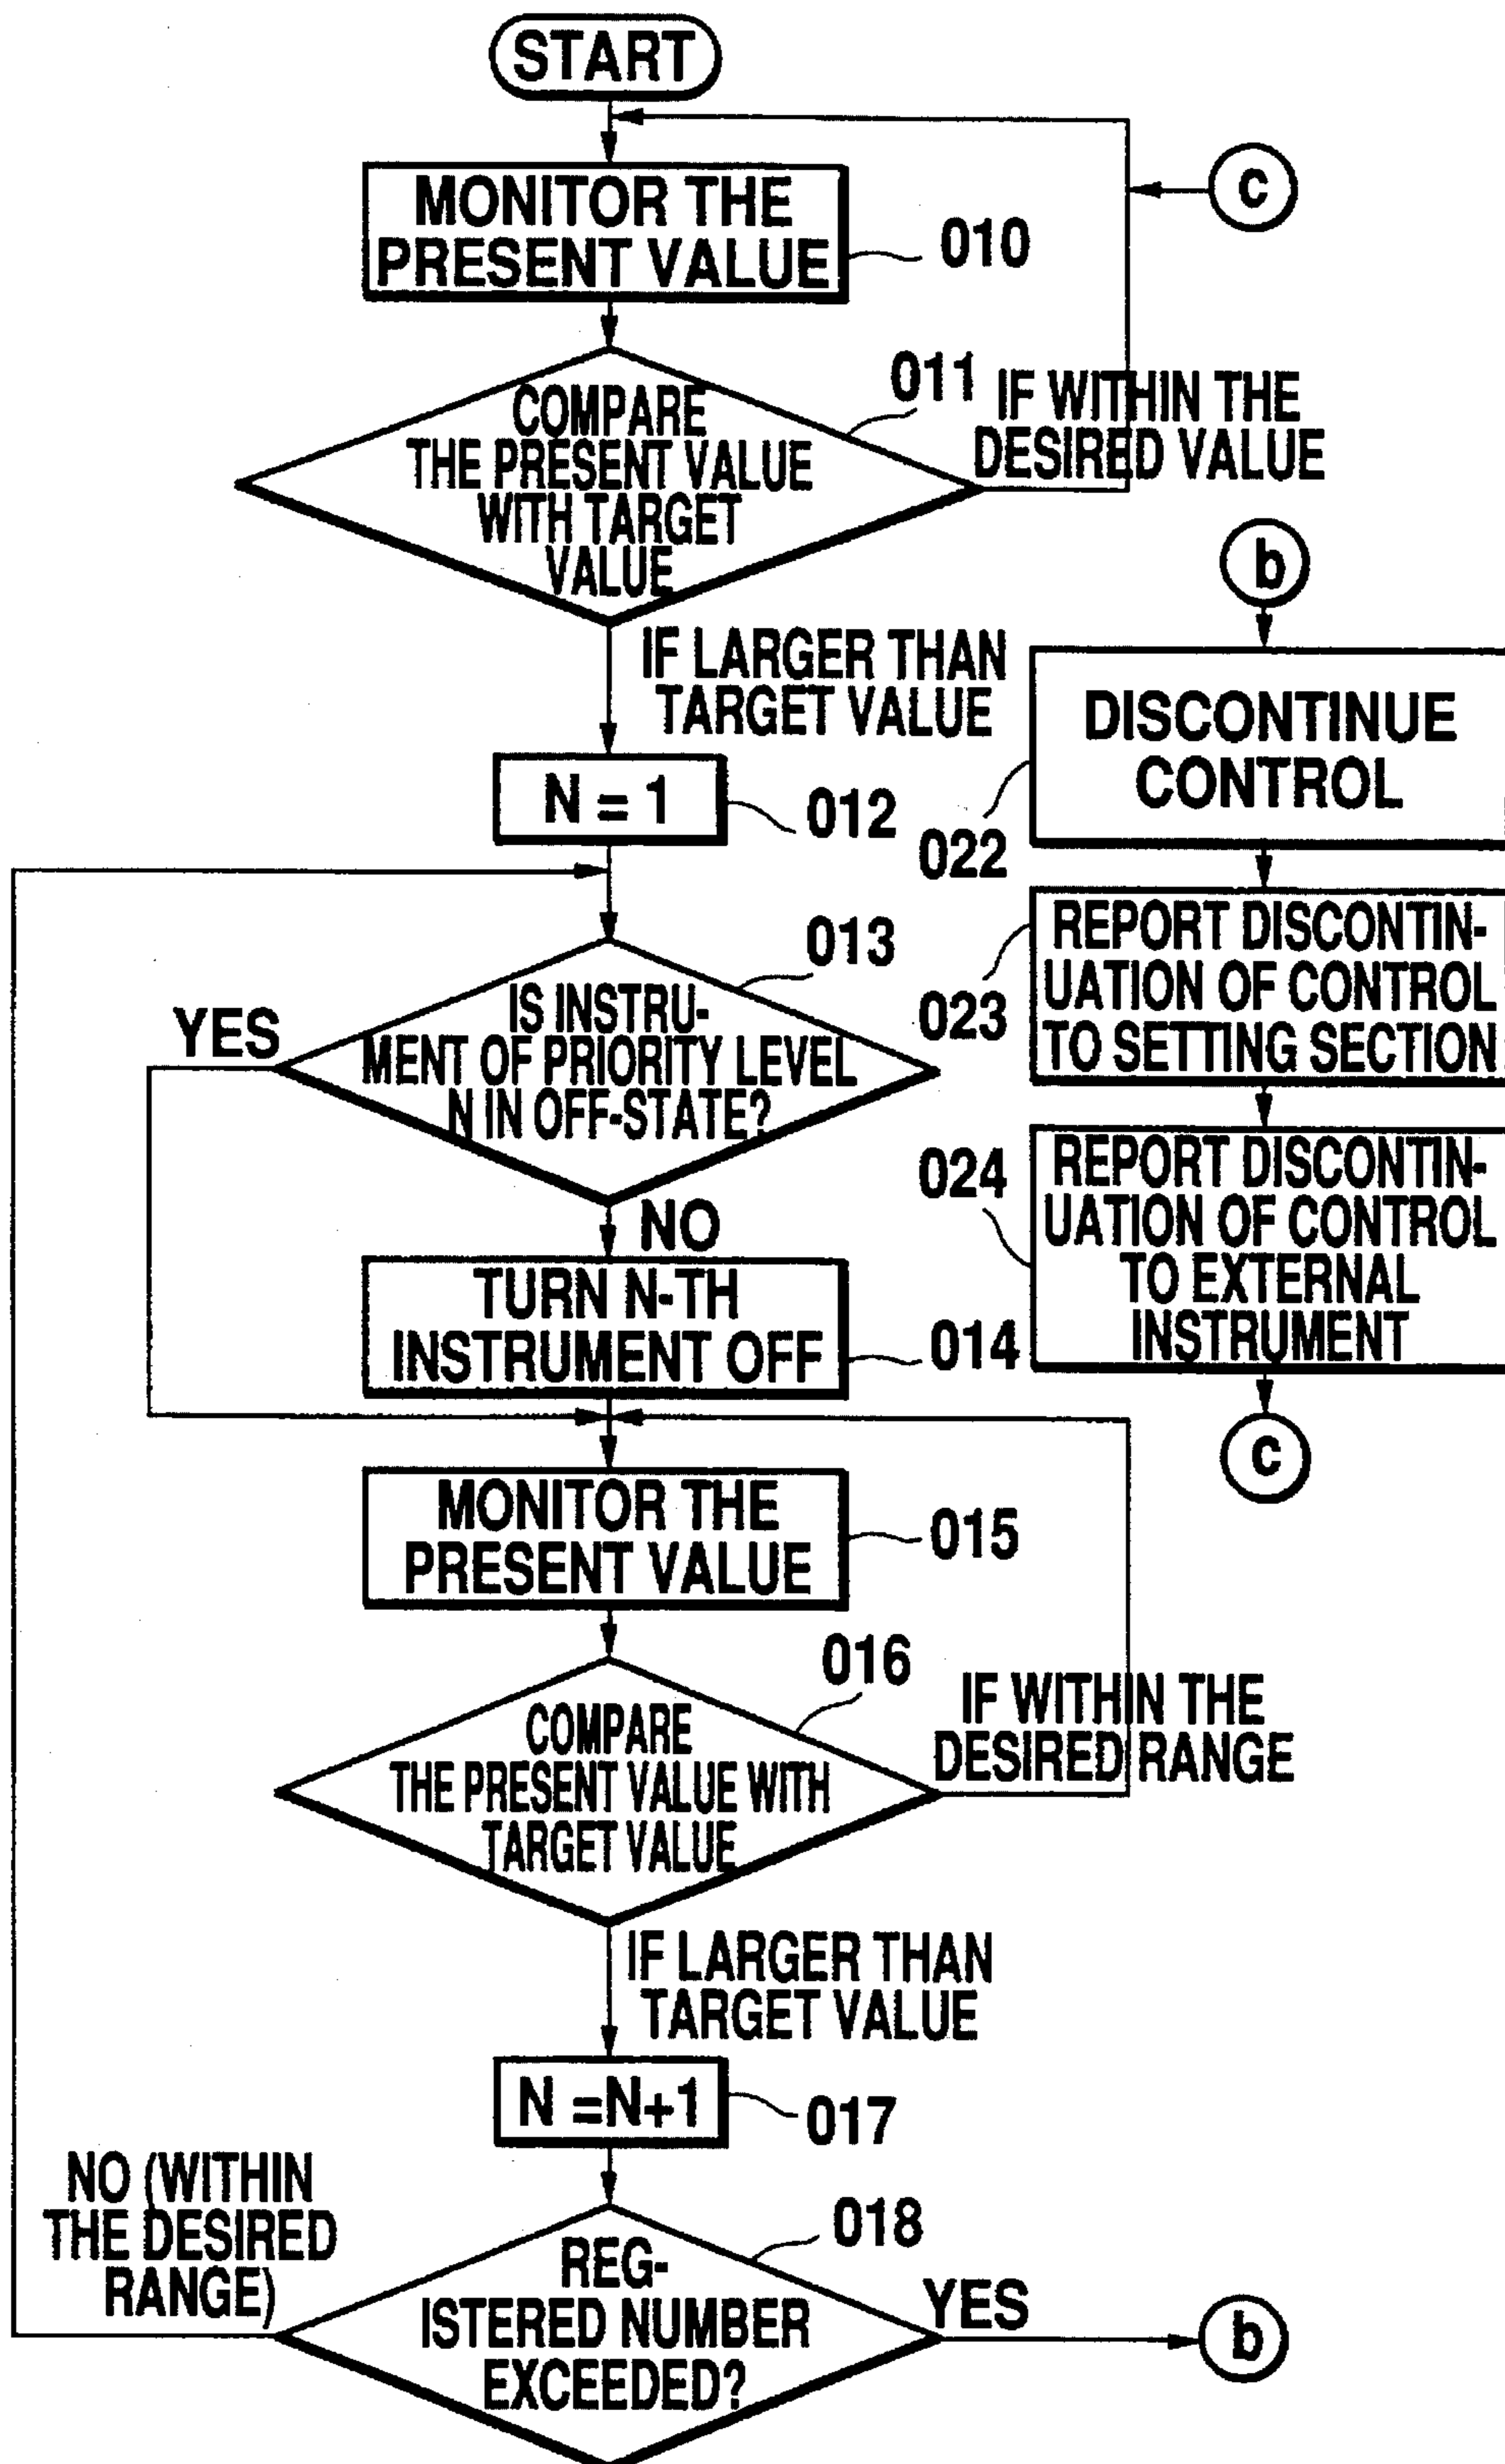 START
MONITOR THE
PRESENT VALUE
010
c
COMPARE
THE PRESENT VALUE
WITH TARGET
VALUE
011
IF WITHIN THE
DESIRED VALUE
IF LARGER THAN
TARGET VALUE
N = 1
012
IS INSTRU-
MENT OF PRIORITY LEVEL
N IN OFF-STATE?
013
YES
NO
TURN N-TH
INSTRUMENT OFF
014
MONITOR THE
PRESENT VALUE
015
COMPARE
THE PRESENT VALUE WITH
TARGET VALUE
016
IF WITHIN THE
DESIRED RANGE
IF LARGER THAN
TARGET VALUE
N =N+1
017
REG-
ISTERED NUMBER
EXCEEDED?
018
NO (WITHIN
THE DESIRED
RANGE)
YES
b
b
DISCONTINUE
CONTROL
022
REPORT DISCONTIN-
UATION OF CONTROL
TO SETTING SECTION
023
REPORT DISCONTIN-
UATION OF CONTROL
TO EXTERNAL
INSTRUMENT
024
c